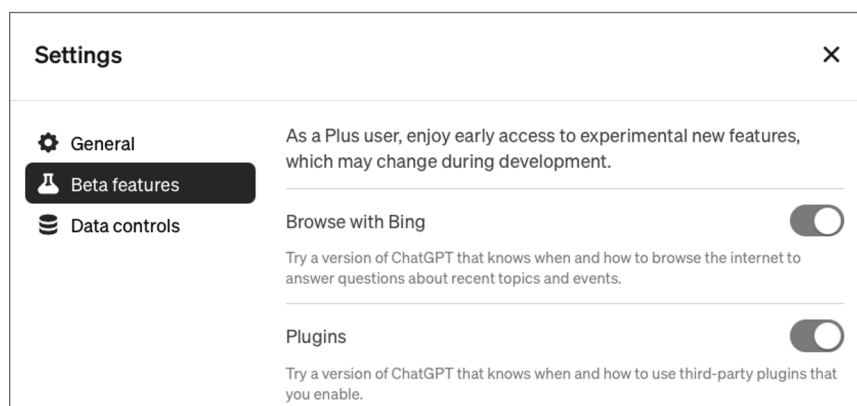 Settings
General
Beta features
Data controls
As a Plus user, enjoy early access to experimental new features,
which may change during development.
Browse with Bing
Try a version of ChatGPT that knows when and how to browse the internet to
answer questions about recent topics and events.
Plugins
Try a version of ChatGPT that knows when and how to use third-party plugins that
you enable.